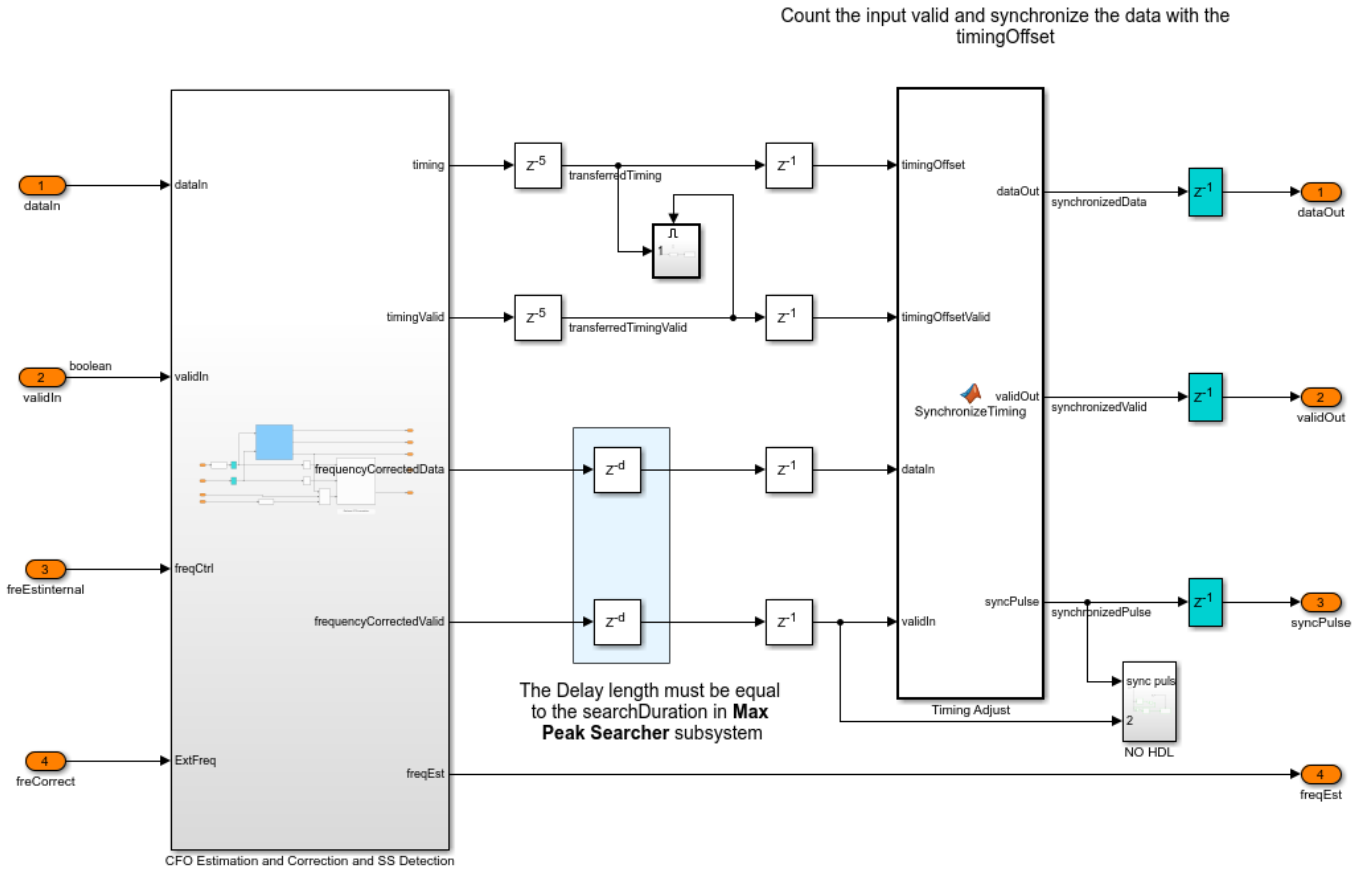 Count the input valid and synchronize the data with the
timingOffset
1
dataIn
2
validIn
boolean
3
freEstinternal
4
freCorrect
dataIn
validIn
freqCtrl
ExtFreq
timing
timingValid
frequencyCorrectedData
frequencyCorrectedValid
freqEst
CFO Estimation and Correction and SS Detection
z-5
transferredTiming
z-1
1
z-5
transferredTimingValid
z-1
z-d
z-1
z-d
z-1
The Delay length must be equal
to the searchDuration in Max
Peak Searcher subsystem
timingOffset
timingOffsetValid
dataIn
validIn
SynchronizeTiming
dataOut
validOut
syncPulse
Timing Adjust
synchronizedData
z-1
1
dataOut
synchronizedValid
z-1
2
validOut
synchronizedPulse
z-1
3
syncPulse
sync puls
2
NO HDL
4
freqEst